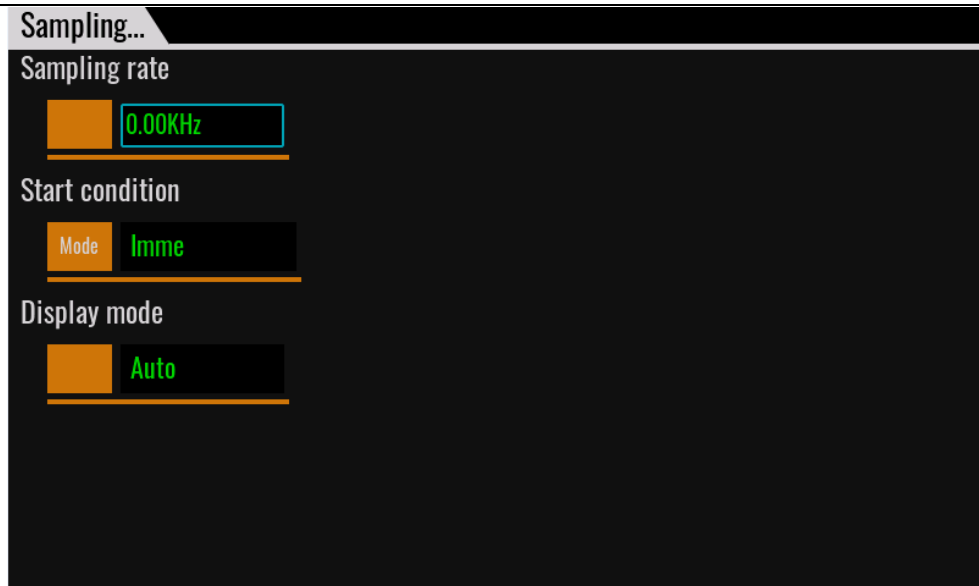 Sampling...
Sampling rate
0.00KHz
Start condition
Mode Imme
Display mode
Auto